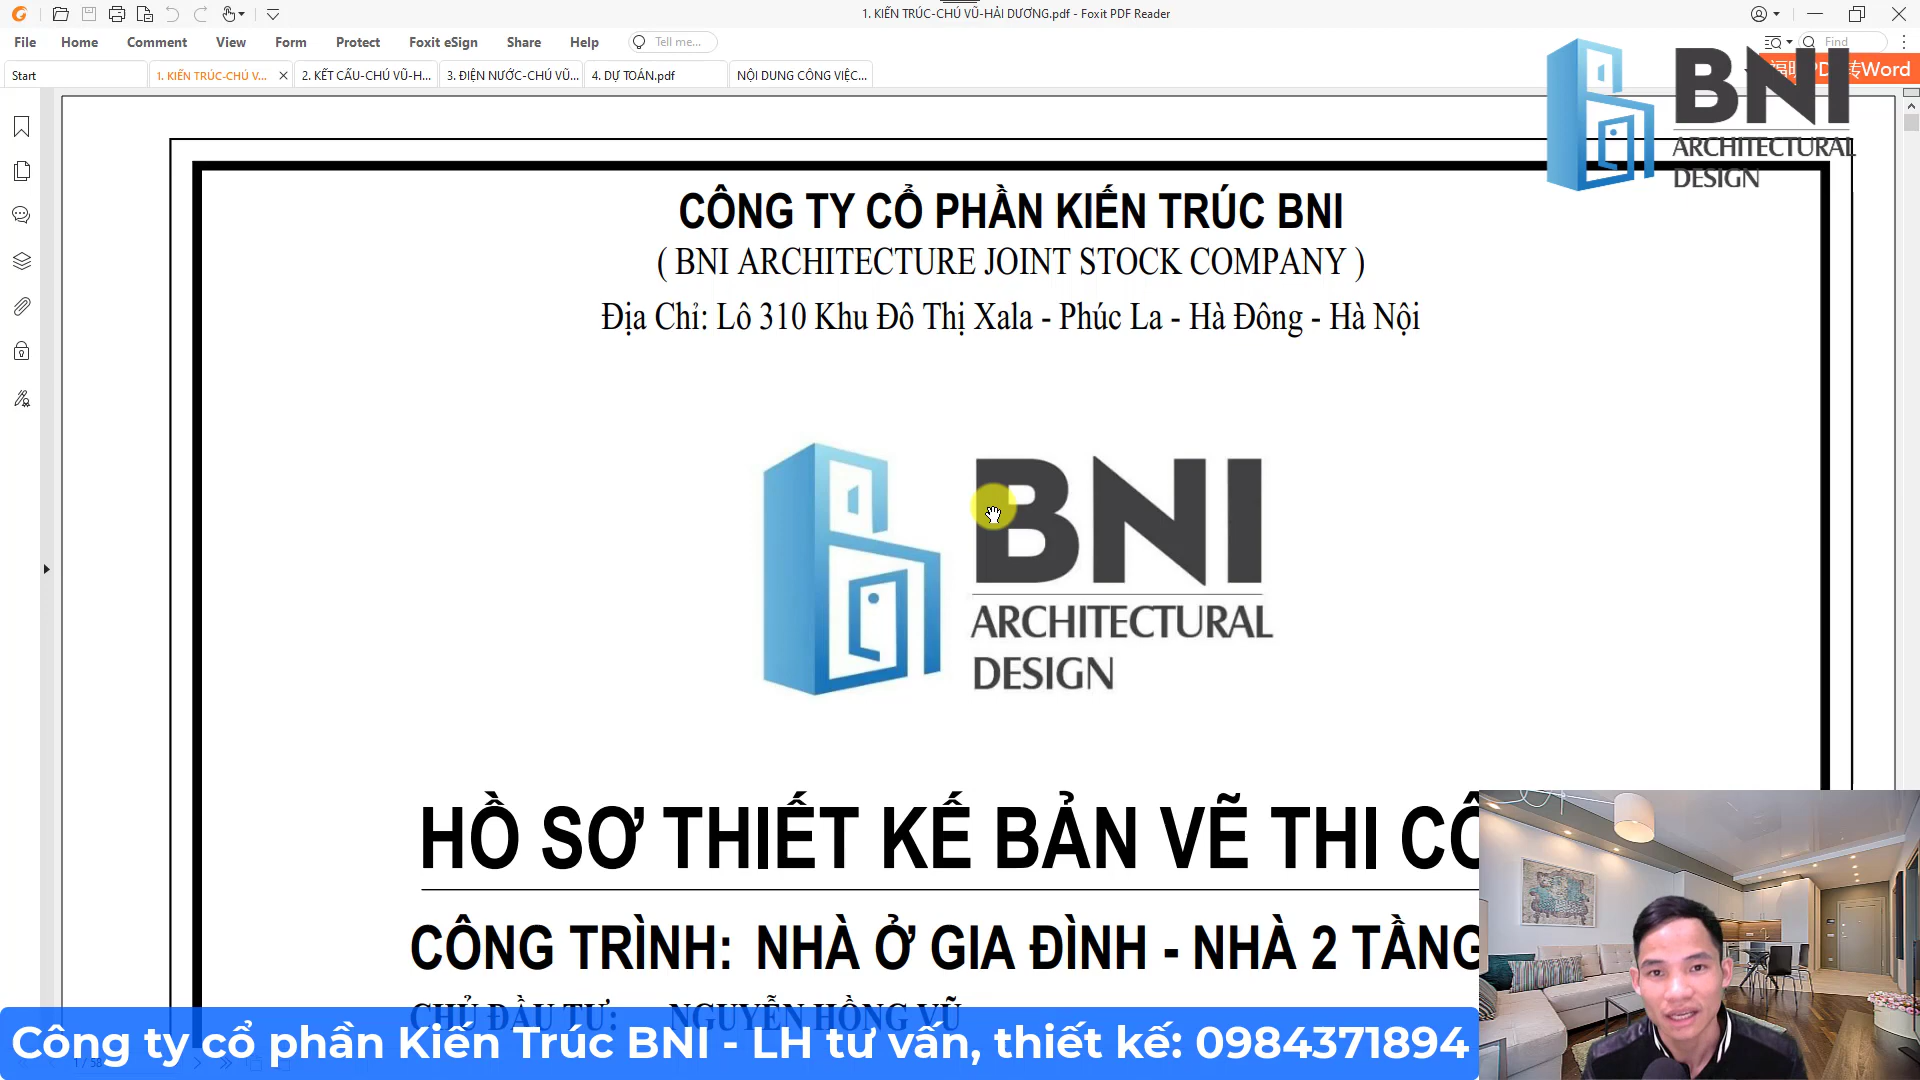 1. KIẾN TRÚC-CHÚ VŨ-HẢI DƯƠNG.pdf - Foxit PDF Reader
File Home Comment View Form Protect Foxit eSign Share Help Tell me... Find
Start 1. KIẾN TRÚC-CHÚ V... 2. KẾT CẤU-CHÚ VŨ-H... 3. ĐIỆN NƯỚC-CHÚ VŨ... 4. DỰ TOÁN.pdf NỘI DUNG CÔNG VIỆC...
Word
BNI
ARCHITECTURAL
DESIGN
CÔNG TY CỔ PHẦN KIẾN TRÚC BNI
( BNI ARCHITECTURE JOINT STOCK COMPANY )
Địa Chỉ: Lô 310 Khu Đô Thị Xala - Phúc La - Hà Đông - Hà Nội
BNI
ARCHITECTURAL
DESIGN
HỒ SƠ THIẾT KẾ BẢN VẼ THI CÔ
CÔNG TRÌNH: NHÀ Ở GIA ĐÌNH - NHÀ 2 TẦNG
CHỦ ĐẦU TƯ: NGUYỄN HỒNG VŨ
Công ty cổ phần Kiến Trúc BNI - LH tư vấn, thiết kế: 0984371894